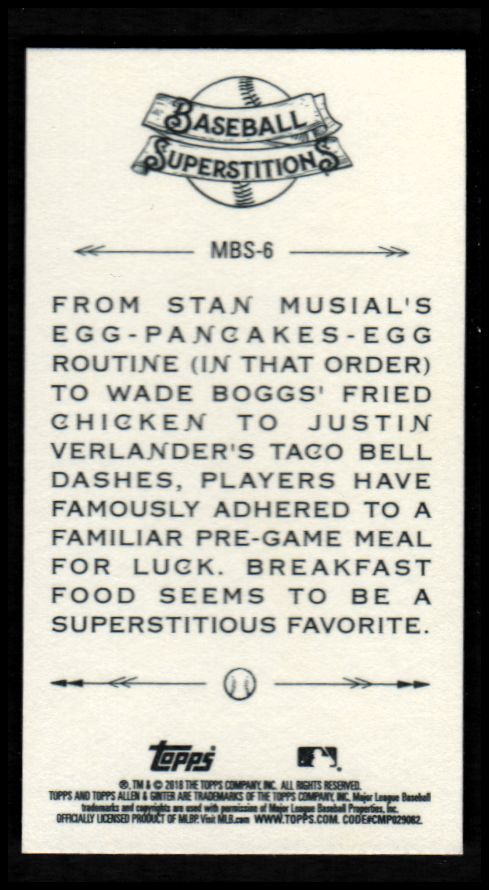 BASEBALL
SUPERSTITIONS
MBS-6
FROM STAN MUSIAL'S
EGG-PANCAKES-EGG
ROUTINE (IN THAT ORDER)
TO WADE BOGGS' FRIED
CHICKEN TO JUSTIN
VERLANDER'S TACO BELL
DASHES, PLAYERS HAVE
FAMOUSLY ADHERED TO A
FAMILIAR PRE-GAME MEAL
FOR LUCK. BREAKFAST
FOOD SEEMS TO BE A
SUPERSTITIOUS FAVORITE.
topps
®, TM & © 2018 THE TOPPS COMPANY, INC. ALL RIGHTS RESERVED.
TOPPS AND TOPPS ALLEN & GINTER ARE TRADEMARKS OF THE TOPPS COMPANY, INC. Major League Baseball
trademarks and copyrights are used with permission of Major League Baseball Properties, Inc.
OFFICIALLY LICENSED PRODUCT OF MLBP. Visit MLB.com WWW.TOPPS.COM. CODE#CMP029082.